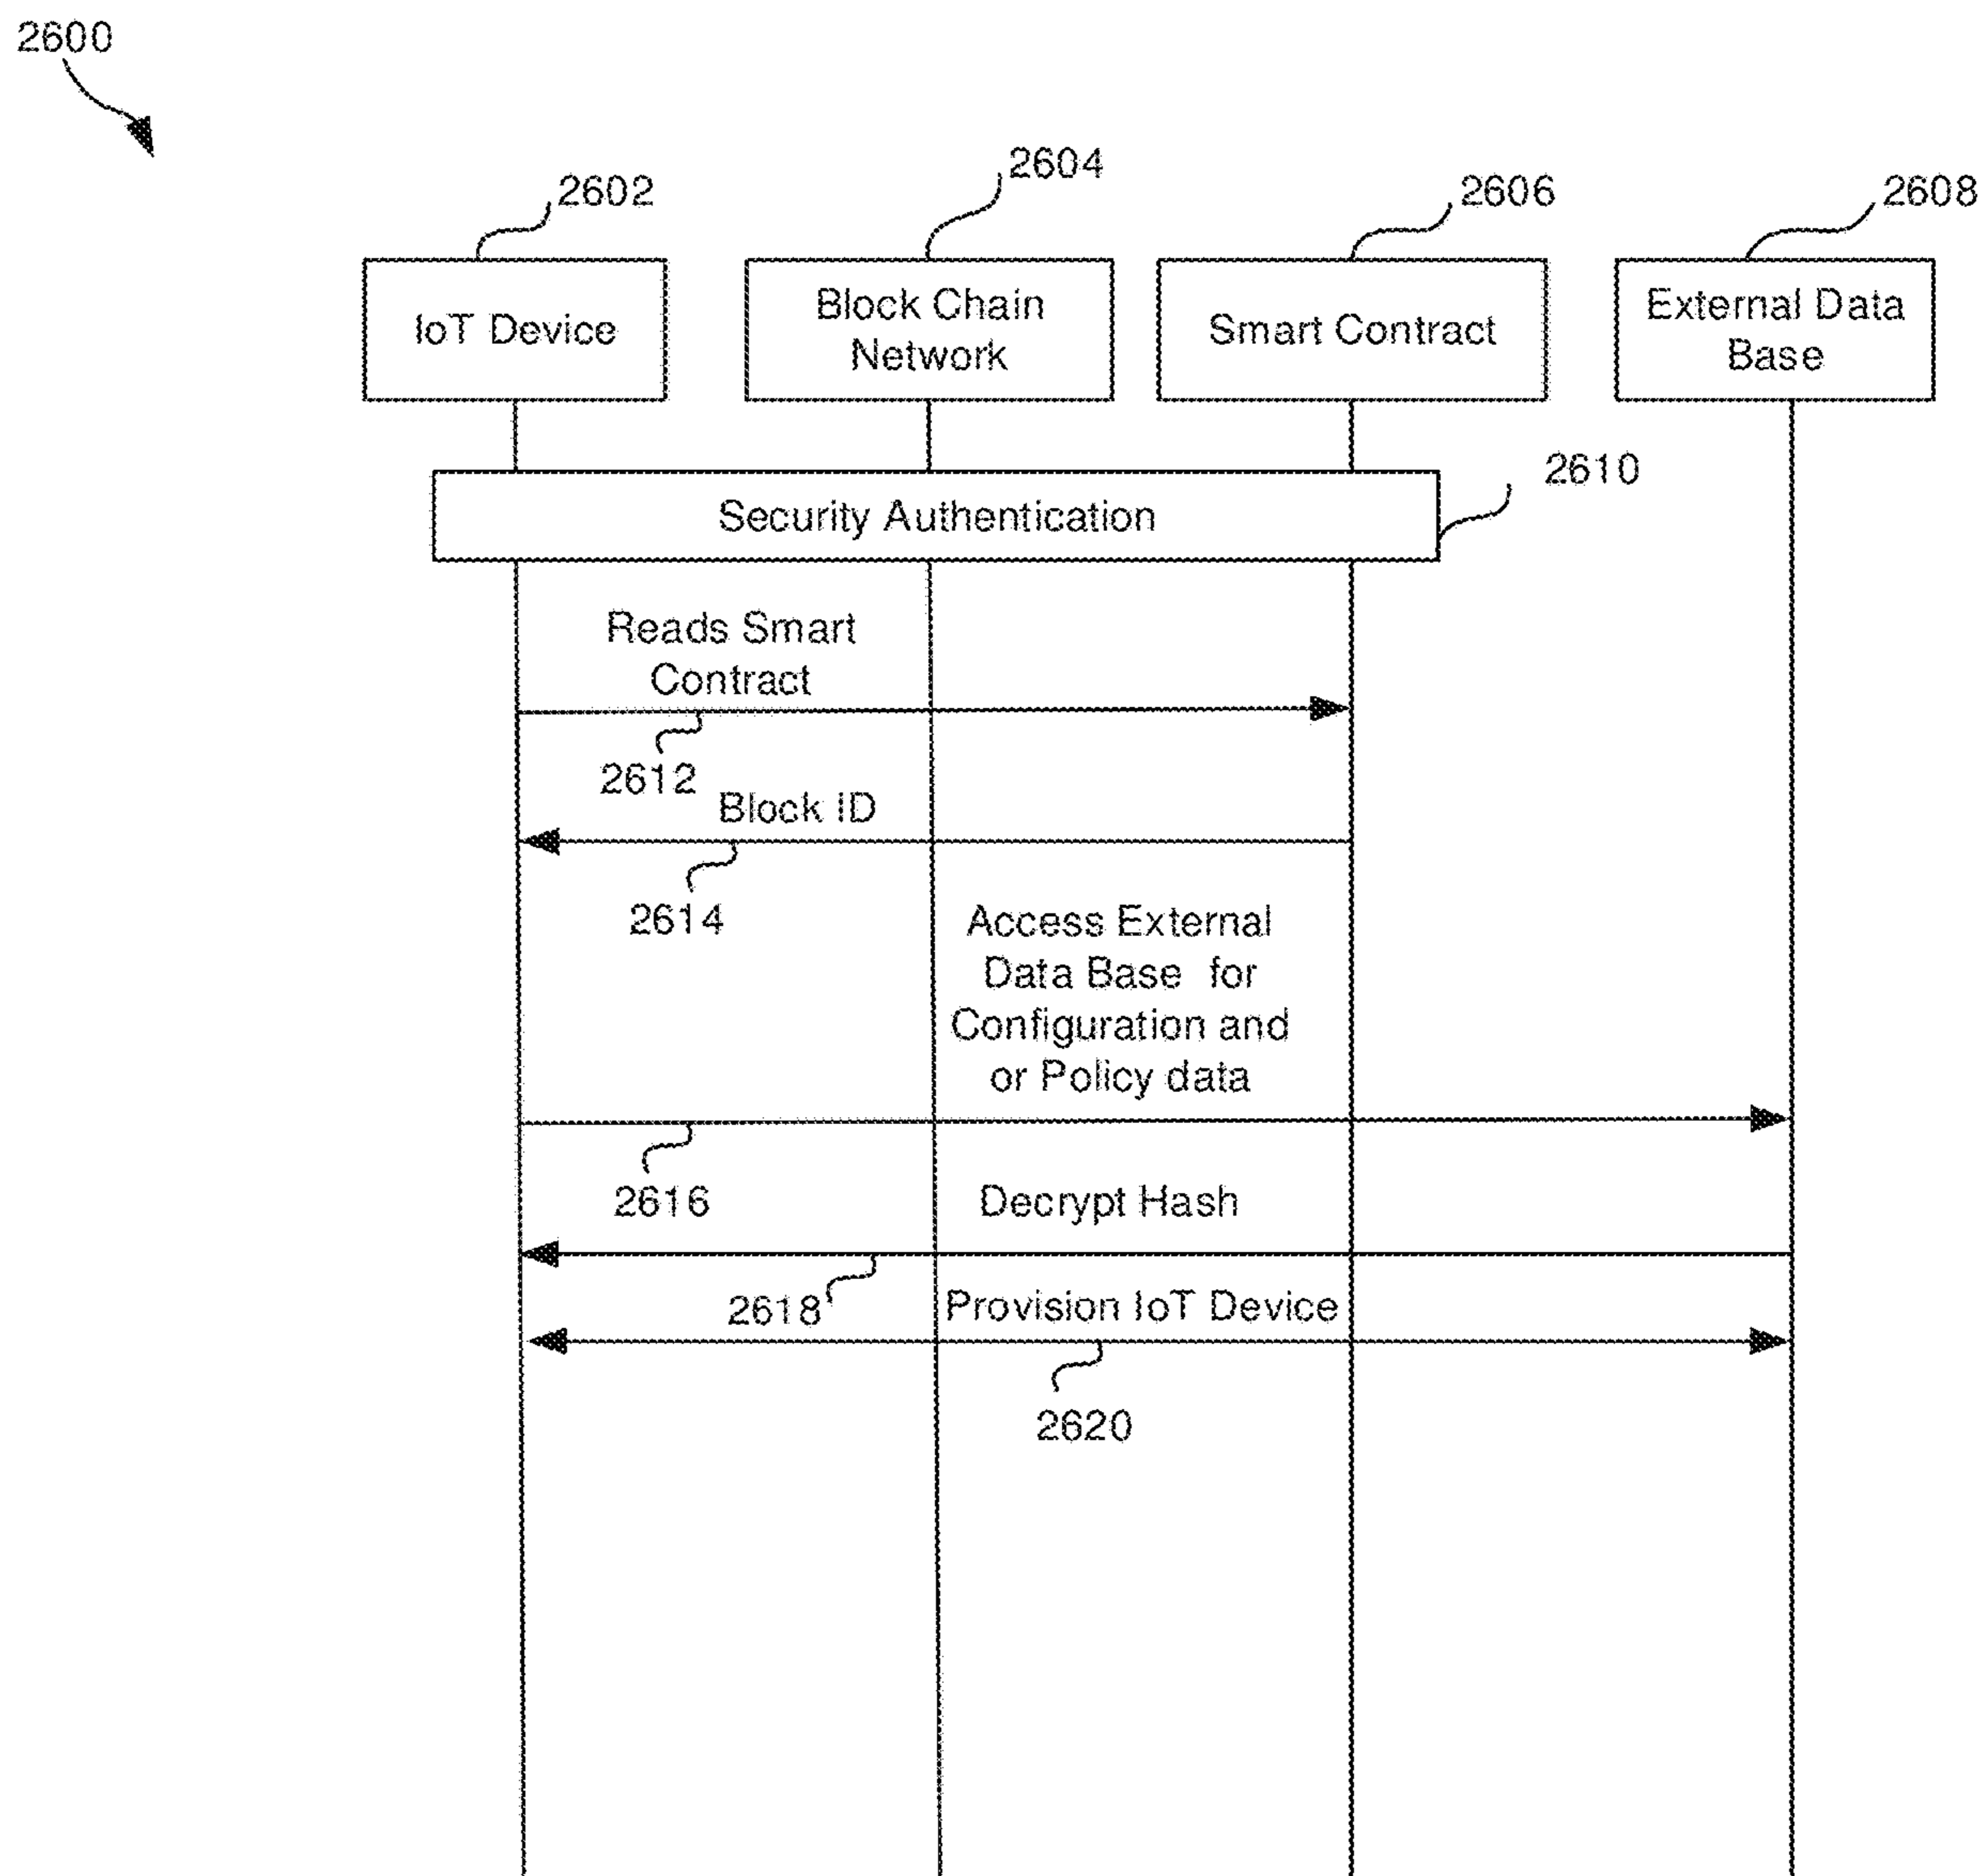 2600
2602
2604
2606
2608
IoT Device
Block Chain
Network
Smart Contract
External Data
Base
2610
Security Authentication
Reads Smart
Contract
2612
Block ID
2614
Access External
Data Base for
Configuration and
or Policy data
2616
Decrypt Hash
2618
Provision IoT Device
2620